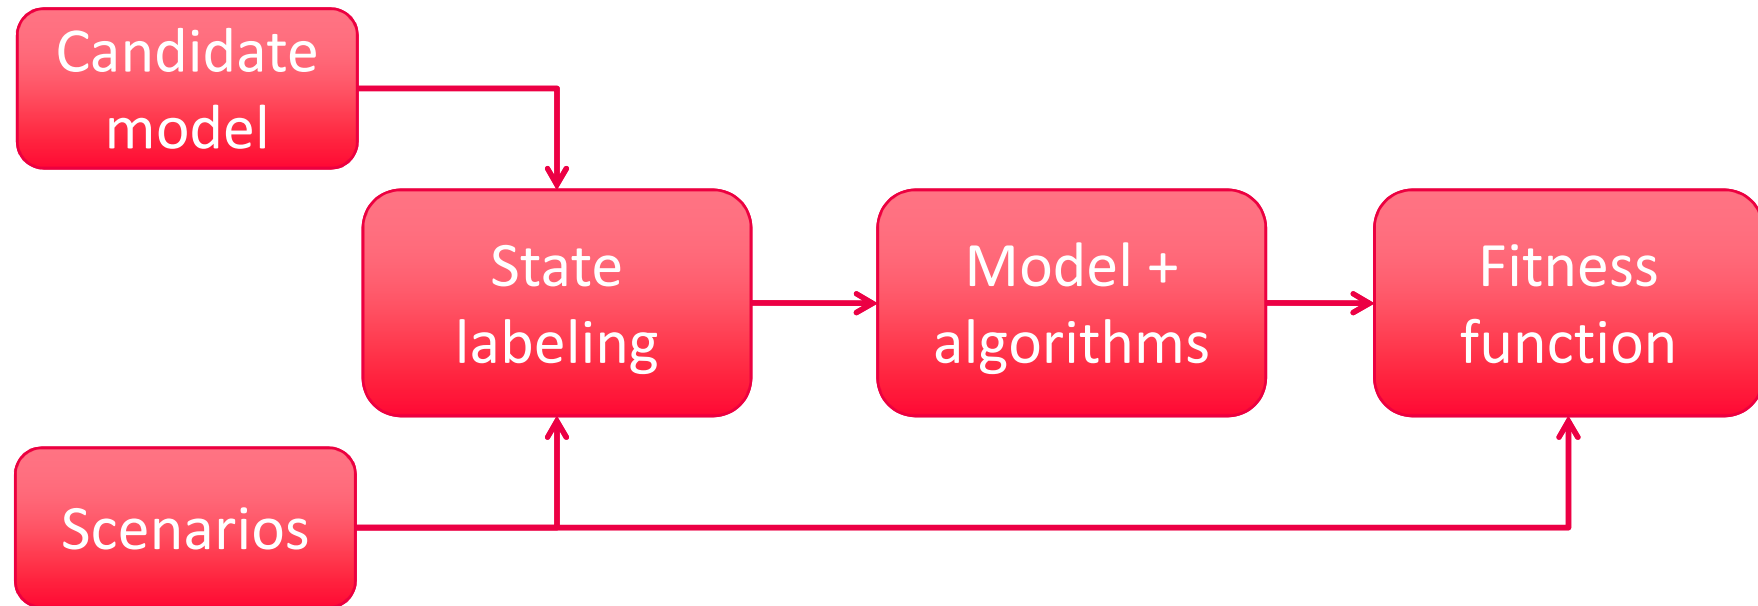 Candidate
model
State
labeling
Model +
algorithms
Fitness
function
Scenarios